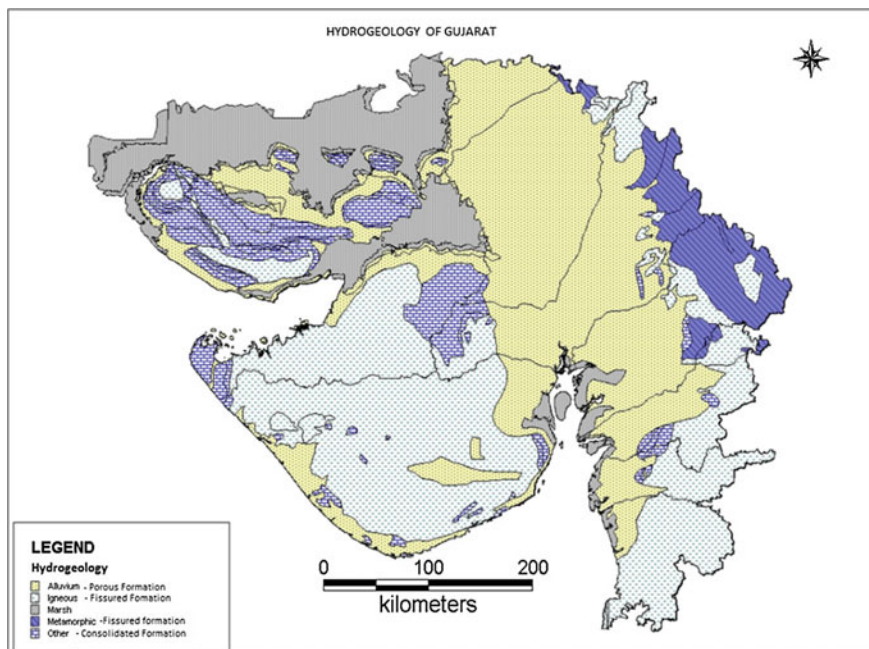 HYDROGEOLOGY OF GUJARAT
LEGEND
Hydrogeology
Alluvium - Porous Formation
Igneous - Fissured Fomation
Marsh
Metamorphic -Fissured formation
Other - Consolidated Formation
0 100 200
kilometers